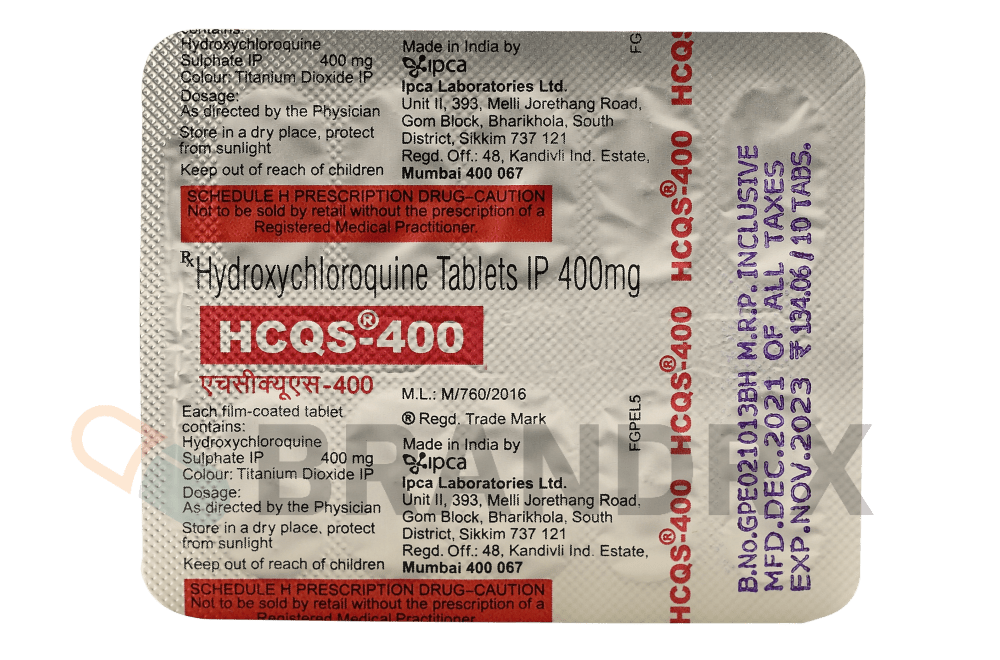 contains:
Hydroxychloroquine
Sulphate IP 400 mg
Colour: Titanium Dioxide IP
Dosage:
As directed by the Physician
Store in a dry place, protect
from sunlight
Keep out of reach of children
Made in India by
ipca
Ipca Laboratories Ltd.
Unit II, 393, Melli Jorethang Road,
Gom Block, Bharikhola, South
District, Sikkim 737 121
Regd. Off.: 48, Kandivli Ind. Estate,
Mumbai 400 067
SCHEDULE H PRESCRIPTION DRUG–CAUTION
Not to be sold by retail without the prescription of a
Registered Medical Practitioner.
Rx Hydroxychloroquine Tablets IP 400mg
HCQS®-400
एचसीक्यूएस-400
Each film-coated tablet
contains:
Hydroxychloroquine
Sulphate IP 400 mg
Colour: Titanium Dioxide IP
Dosage:
As directed by the Physician
Store in a dry place, protect
from sunlight
Keep out of reach of children
M.L.: M/760/2016
® Regd. Trade Mark
Made in India by
ipca
Ipca Laboratories Ltd.
Unit II, 393, Melli Jorethang Road,
Gom Block, Bharikhola, South
District, Sikkim 737 121
Regd. Off.: 48, Kandivli Ind. Estate,
Mumbai 400 067
SCHEDULE H PRESCRIPTION DRUG–CAUTION
Not to be sold by retail without the prescription of a
Registered Medical Practitioner.
FG
FGPEL5
HCQS®-400 HCQS®-400 HCQS®-400 HCQS
B.No.GPE021013BH M.R.P. INCLUSIVE
MFD.DEC.2021 OF ALL TAXES
EXP.NOV.2023 ₹ 134.06/10 TABS.
BRANDRX